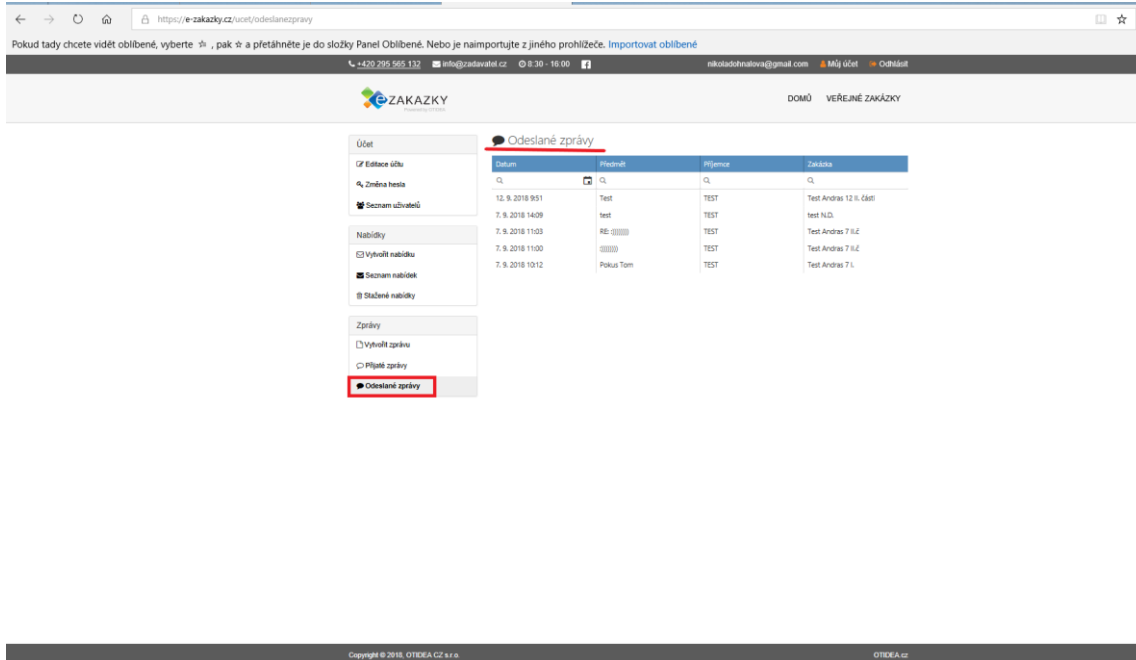 https://e-zakazky.cz/ucet/odeslanezpravy
Pokud tady chcete vidět oblíbené, vyberte ☆ , pak ☆ a přetáhněte je do složky Panel Oblíbené. Nebo je naimportujte z jiného prohlížeče. Importovat oblíbené
+420 295 565 132 info@zadavatel.cz 8:30 - 16:00 nikoladohnalova@gmail.com Můj účet Odhlásit
eZAKAZKY
Powered by OTIDEA
DOMŮ VEŘEJNÉ ZAKÁZKY
Účet
Editace účtu
Změna hesla
Seznam uživatelů
Nabídky
Vytvořit nabídku
Seznam nabídek
Stažené nabídky
Zprávy
Vytvořit zprávu
Přijaté zprávy
Odeslané zprávy
Odeslané zprávy
Datum Předmět Příjemce Zakázka
12. 9. 2018 9:51 Test TEST Test Andras 12 II. částí
7. 9. 2018 14:09 test TEST test N.D.
7. 9. 2018 11:03 RE: TEST Test Andras 7 II.č
7. 9. 2018 11:00 TEST Test Andras 7 II.č
7. 9. 2018 10:12 Pokus Tom TEST Test Andras 7 I.
Copyright © 2018, OTIDEA CZ s.r.o. OTIDEA.cz